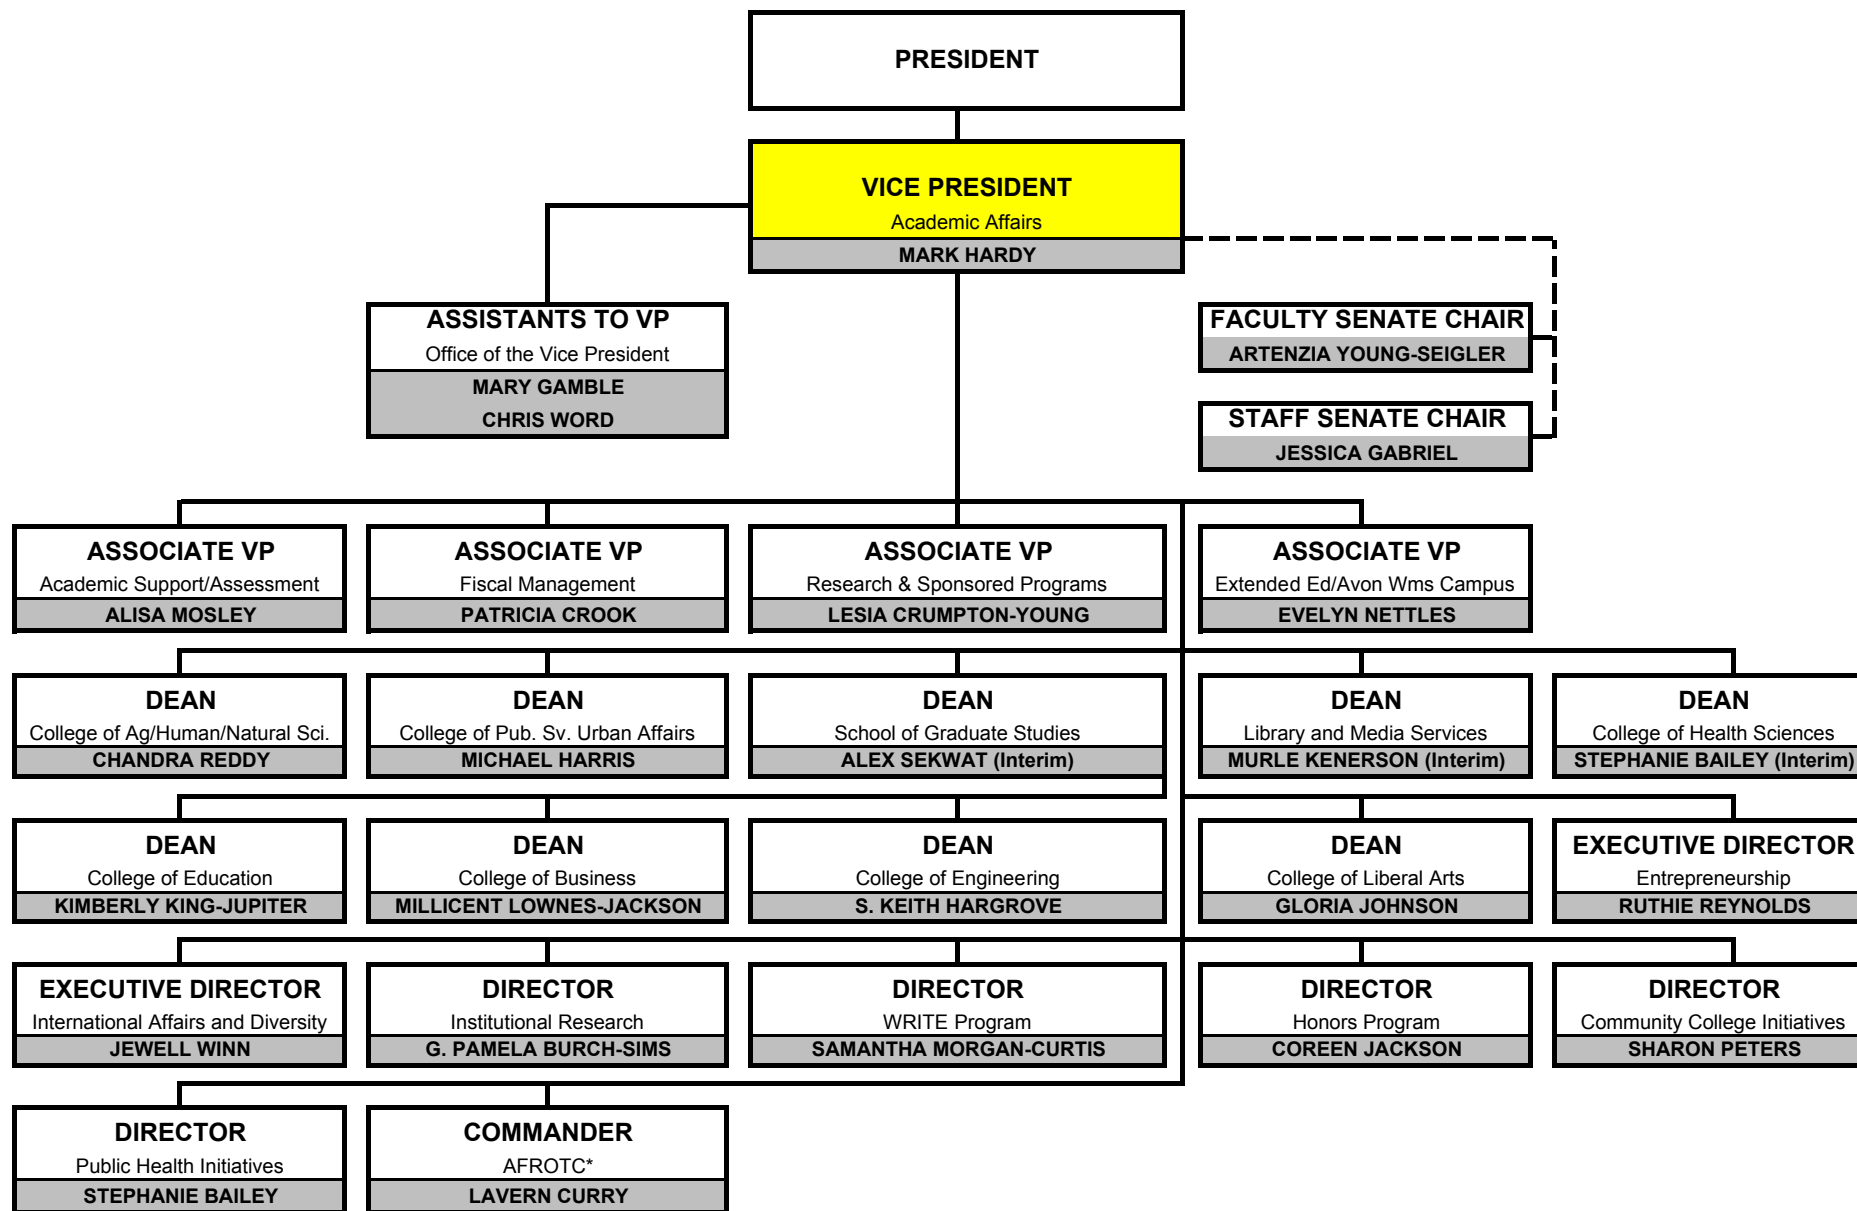 PRESIDENT
VICE PRESIDENT
Academic Affairs
MARK HARDY
ASSISTANTS TO VP
Office of the Vice President
MARY GAMBLE
CHRIS WORD
FACULTY SENATE CHAIR
ARTENZIA YOUNG-SEIGLER
STAFF SENATE CHAIR
JESSICA GABRIEL
ASSOCIATE VP
Academic Support/Assessment
ALISA MOSLEY
ASSOCIATE VP
Fiscal Management
PATRICIA CROOK
ASSOCIATE VP
Research & Sponsored Programs
LESIA CRUMPTON-YOUNG
ASSOCIATE VP
Extended Ed/Avon Wms Campus
EVELYN NETTLES
DEAN
College of Ag/Human/Natural Sci.
CHANDRA REDDY
DEAN
College of Pub. Sv. Urban Affairs
MICHAEL HARRIS
DEAN
School of Graduate Studies
ALEX SEKWAT (Interim)
DEAN
Library and Media Services
MURLE KENERSON (Interim)
DEAN
College of Health Sciences
STEPHANIE BAILEY (Interim)
DEAN
College of Education
KIMBERLY KING-JUPITER
DEAN
College of Business
MILLICENT LOWNES-JACKSON
DEAN
College of Engineering
S. KEITH HARGROVE
DEAN
College of Liberal Arts
GLORIA JOHNSON
EXECUTIVE DIRECTOR
Entrepreneurship
RUTHIE REYNOLDS
EXECUTIVE DIRECTOR
International Affairs and Diversity
JEWELL WINN
DIRECTOR
Institutional Research
G. PAMELA BURCH-SIMS
DIRECTOR
WRITE Program
SAMANTHA MORGAN-CURTIS
DIRECTOR
Honors Program
COREEN JACKSON
DIRECTOR
Community College Initiatives
SHARON PETERS
DIRECTOR
Public Health Initiatives
STEPHANIE BAILEY
COMMANDER
AFROTC*
LAVERN CURRY